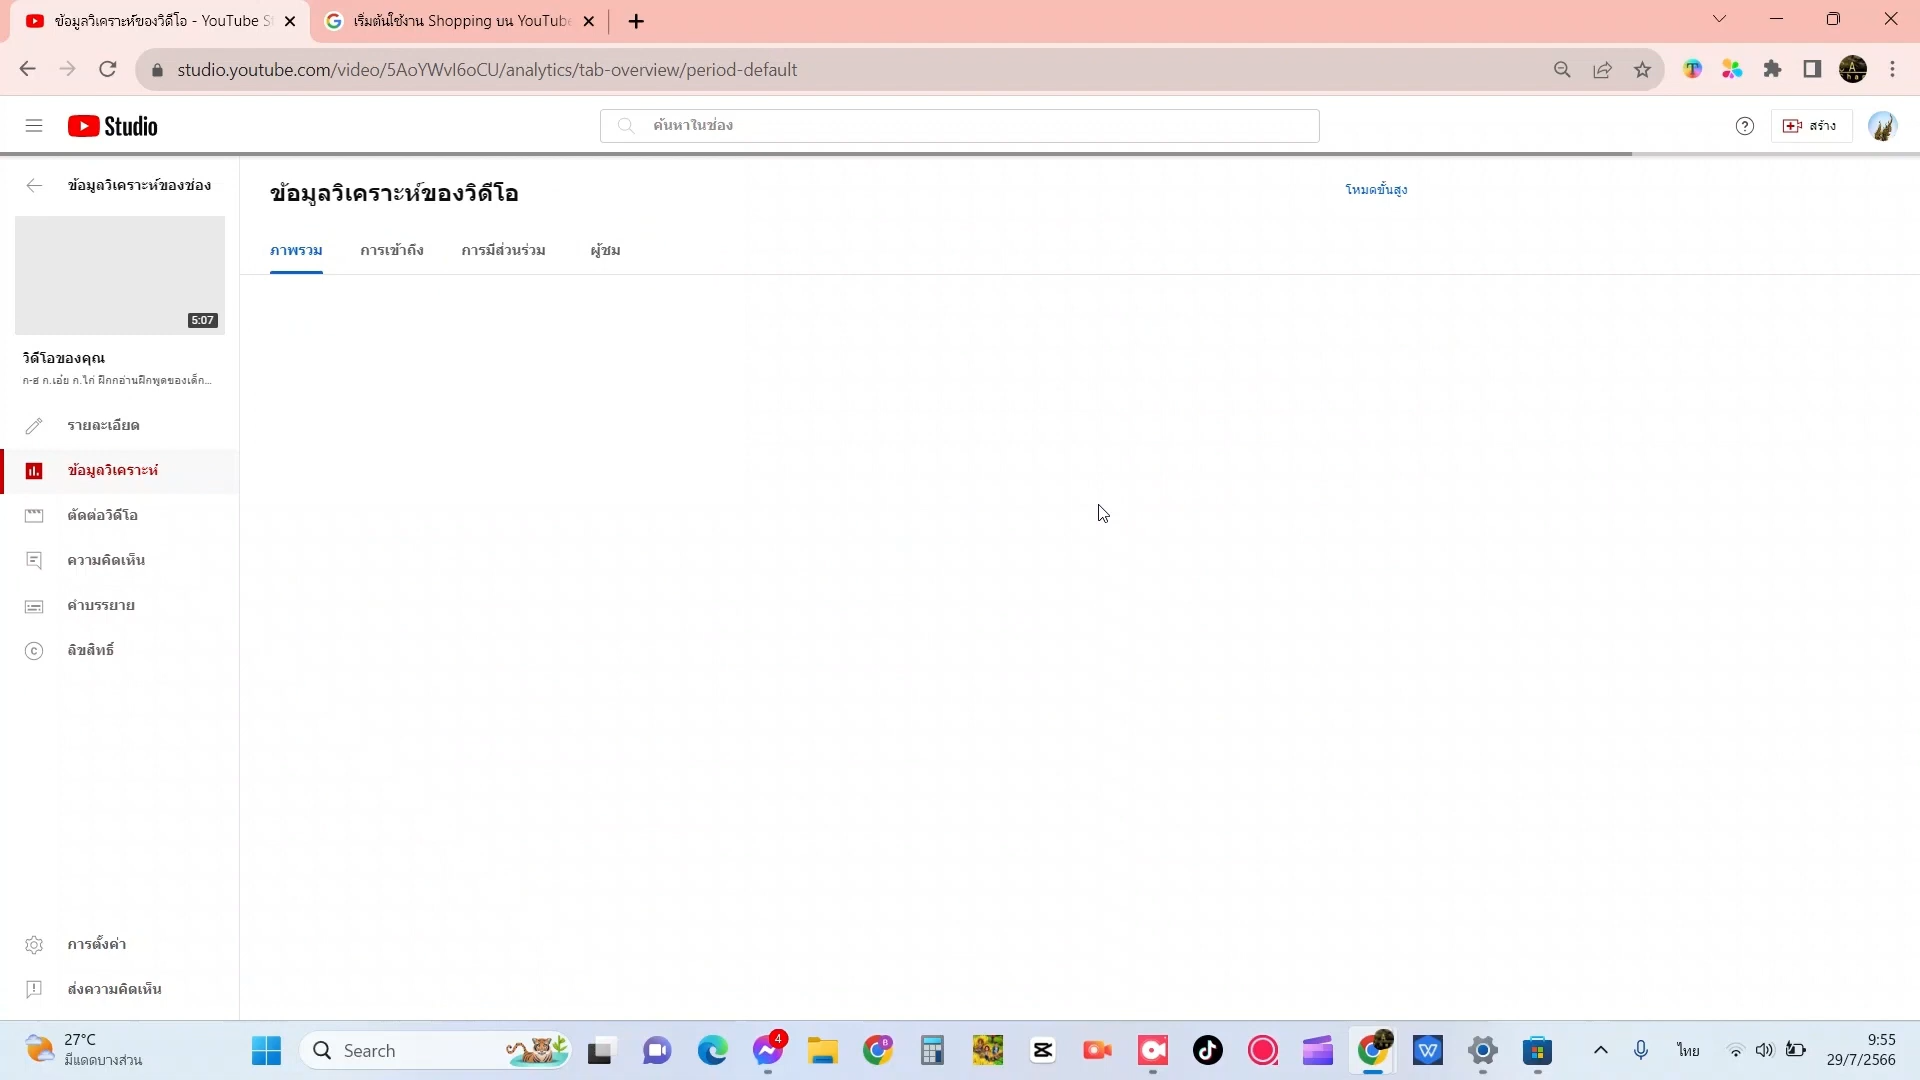 ข้อมูลวิเคราะห์ของวิดีโอ - YouTube S
เริ่มต้นใช้งาน Shopping บน YouTube
studio.youtube.com/video/5AoYWvI6oCU/analytics/tab-overview/period-default
Studio
ค้นหาในช่อง
สร้าง
ข้อมูลวิเคราะห์ของช่อง
ข้อมูลวิเคราะห์ของวิดีโอ
โหมดขั้นสูง
ภาพรวม การเข้าถึง การมีส่วนร่วม ผู้ชม
5:07
วิดีโอของคุณ
ก-ฮ ก.เอ๋ย ก.ไก่ ฝึกกอ่านฝึกพูดของเด็ก...
รายละเอียด
ข้อมูลวิเคราะห์
ตัดต่อวิดีโอ
ความคิดเห็น
คำบรรยาย
ลิขสิทธิ์
การตั้งค่า
ส่งความคิดเห็น
27°C
มีแดดบางส่วน
Search
4
ไทย
9:55
29/7/2566